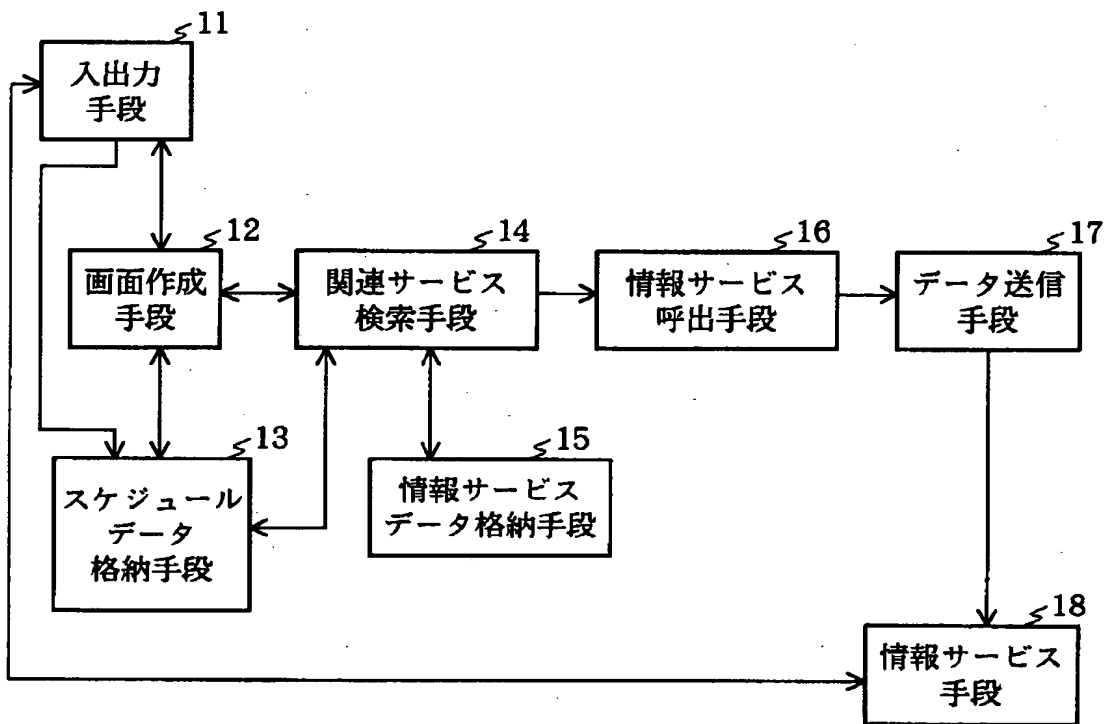 11
入出力
手段
12
画面作成
手段
14
関連サービス
検索手段
16
情報サービス
呼出手段
17
データ送信
手段
13
スケジュール
データ
格納手段
15
情報サービス
データ格納手段
18
情報サービス
手段